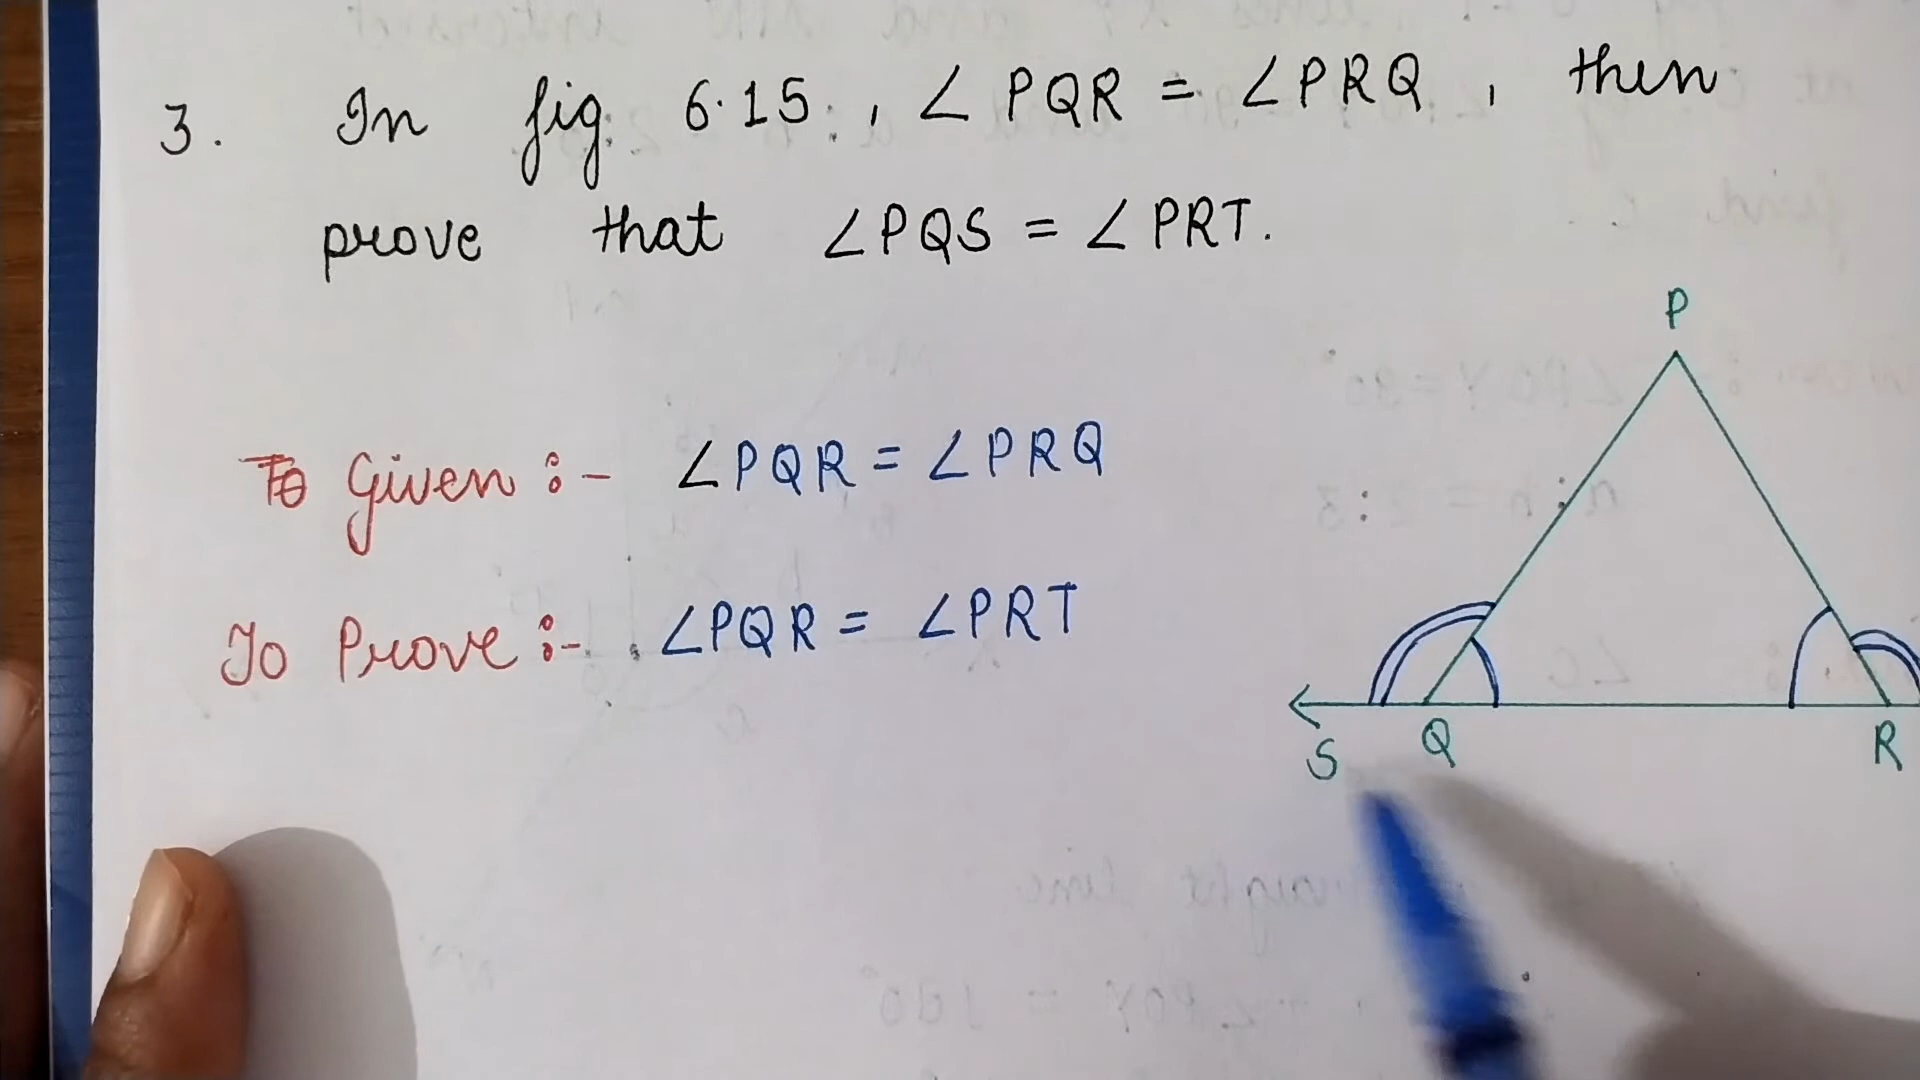 3. In fig. 6.15, ∠PQR = ∠PRQ, then
prove that ∠PQS = ∠PRT.
P
To Given :- ∠PQR = ∠PRQ
To Prove :- ∠PQR = ∠PRT
S Q R